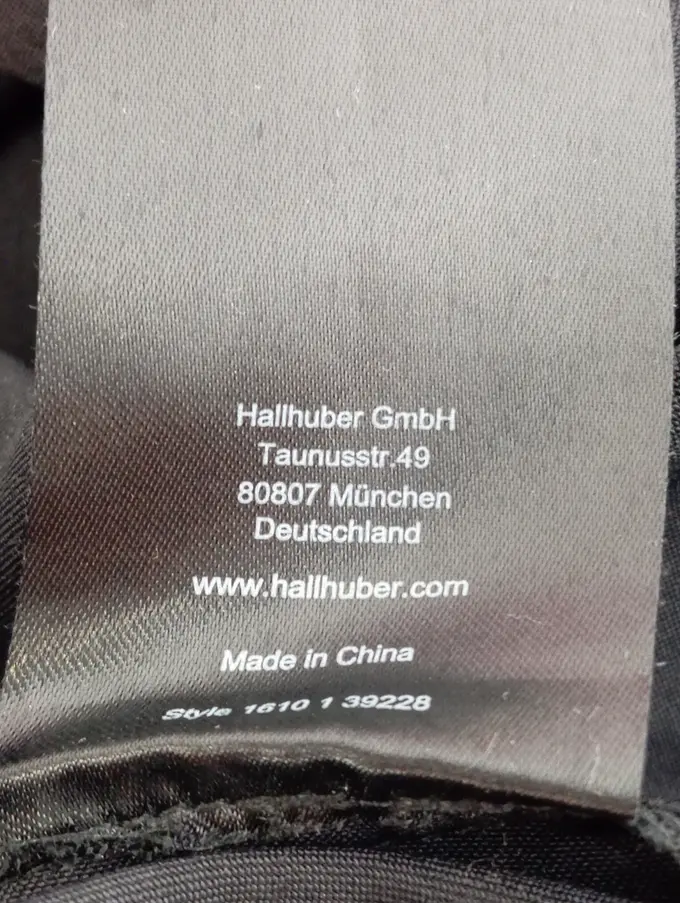 Hallhuber GmbH
Taunusstr.49
80807 München
Deutschland
www.hallhuber.com
Made in China
Style 1610 1 39228